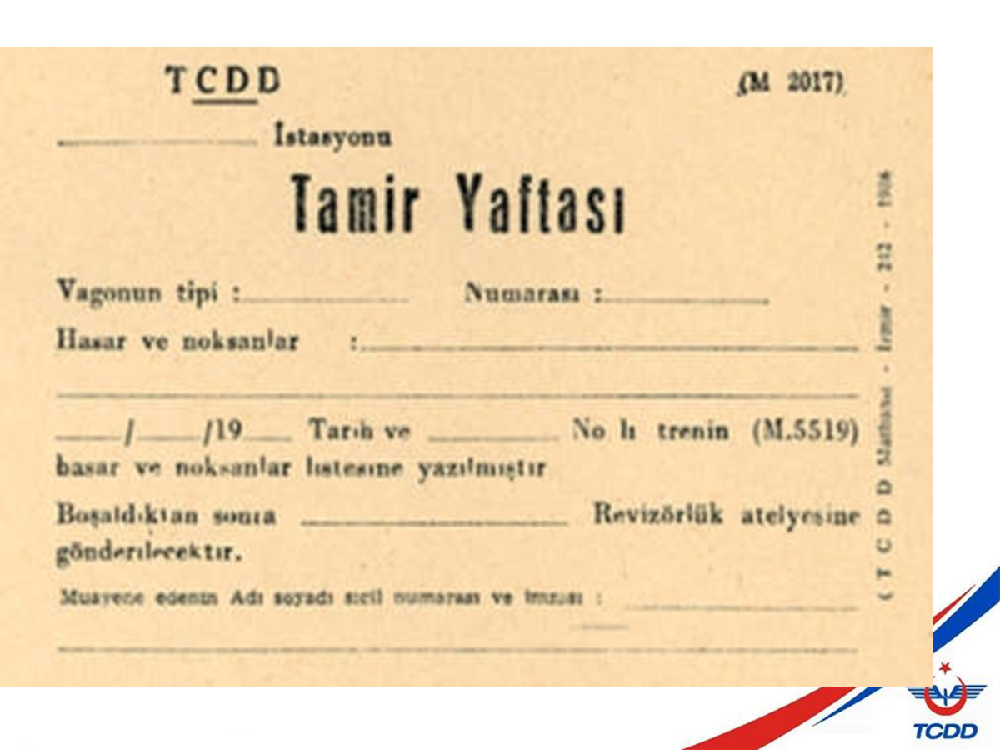 TCDD
(M 2017)
İstasyonu
Tamir Yaftası
Vagonun tipi : Numarası :
Hasar ve noksanlar :
/ /19 Tarih ve No lı trenin (M.5519)
hasar ve noksanlar listesine yazılmıştır
Boşaldıktan sonra Revizörlük atelyesine
gönderilecektir.
Muayene edenin Adı soyadı sicil numarası ve imzası :
(TCDD Matbaası - İzmir - 242 -
TCDD